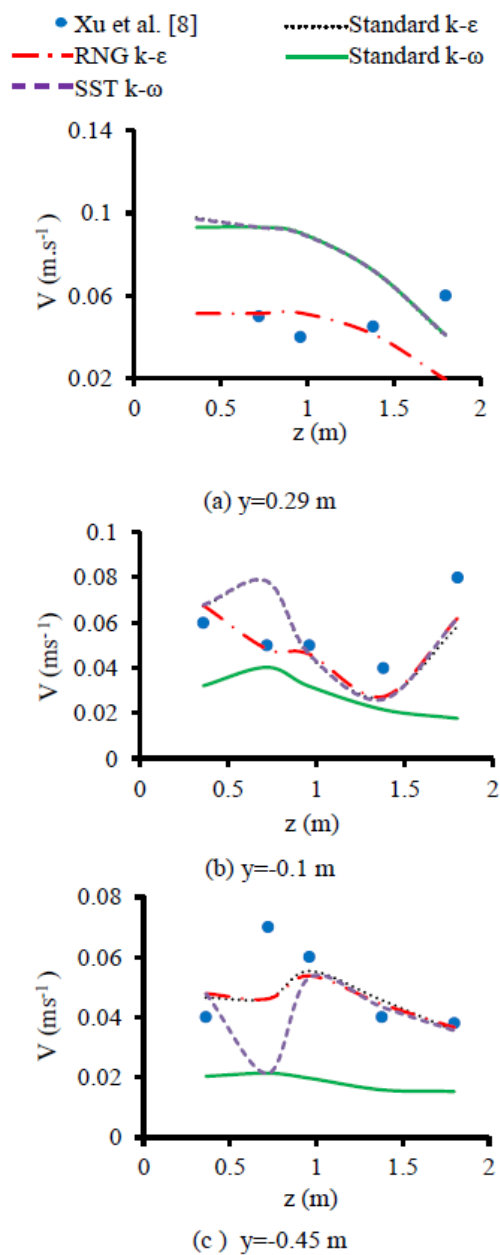 Xu et al. [8] Standard k-ε
RNG k-ε Standard k-ω
SST k-ω
0.14
0.1
0.06
0.02
V (m.s⁻¹)
0 0.5 1 1.5 2
z (m)
(a) y=0.29 m
0.1
0.08
0.06
0.04
0.02
0
V (ms⁻¹)
0 0.5 1 1.5 2
z (m)
(b) y=-0.1 m
0.08
0.06
0.04
0.02
0
V (ms⁻¹)
0 0.5 1 1.5 2
z (m)
(c ) y=-0.45 m